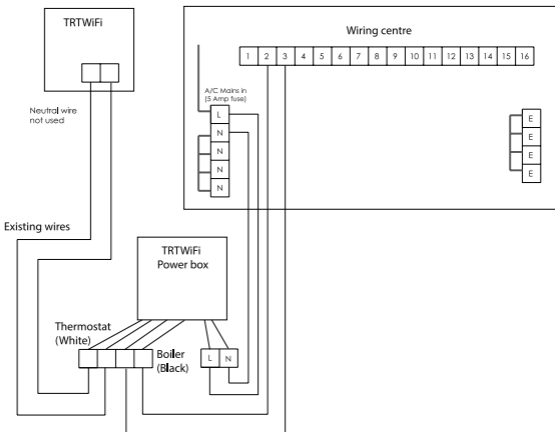 TRTWiFi
Wiring centre
1 2 3 4 5 6 7 8 9 10 11 12 13 14 15 16
A/C Mains in
(5 Amp fuse)
L
N
N
N
N
E
E
E
E
Neutral wire
not used
Existing wires
TRTWiFi
Power box
Thermostat
(White)
Boiler
(Black)
L N